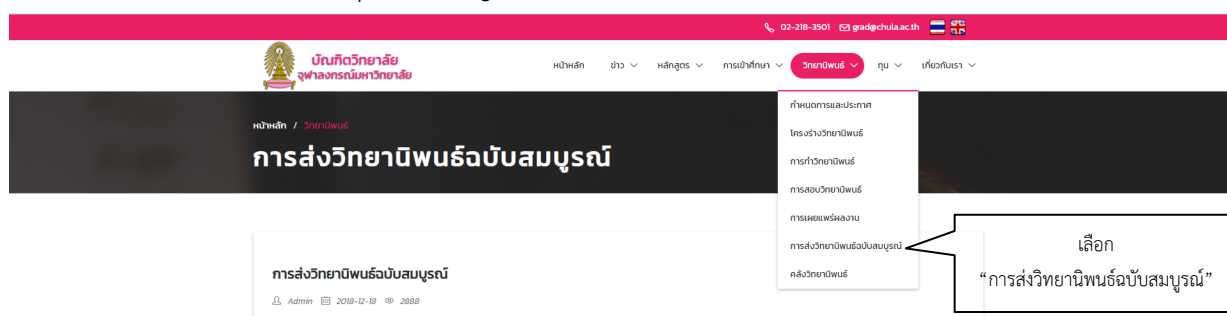 02-218-3501 grad@chula.ac.th
บัณฑิตวิทยาลัย
จุฬาลงกรณ์มหาวิทยาลัย
หน้าหลัก ข่าว หลักสูตร การเข้าศึกษา วิทยานิพนธ์ ทุน เกี่ยวกับเรา
กำหนดการและประกาศ
โครงร่างวิทยานิพนธ์
การทำวิทยานิพนธ์
การสอบวิทยานิพนธ์
การเผยแพร่ผลงาน
การส่งวิทยานิพนธ์ฉบับสมบูรณ์
คลังวิทยานิพนธ์
หน้าหลัก / วิทยานิพนธ์
การส่งวิทยานิพนธ์ฉบับสมบูรณ์
เลือก
“การส่งวิทยานิพนธ์ฉบับสมบูรณ์”
การส่งวิทยานิพนธ์ฉบับสมบูรณ์
Admin 2018-12-18 2888